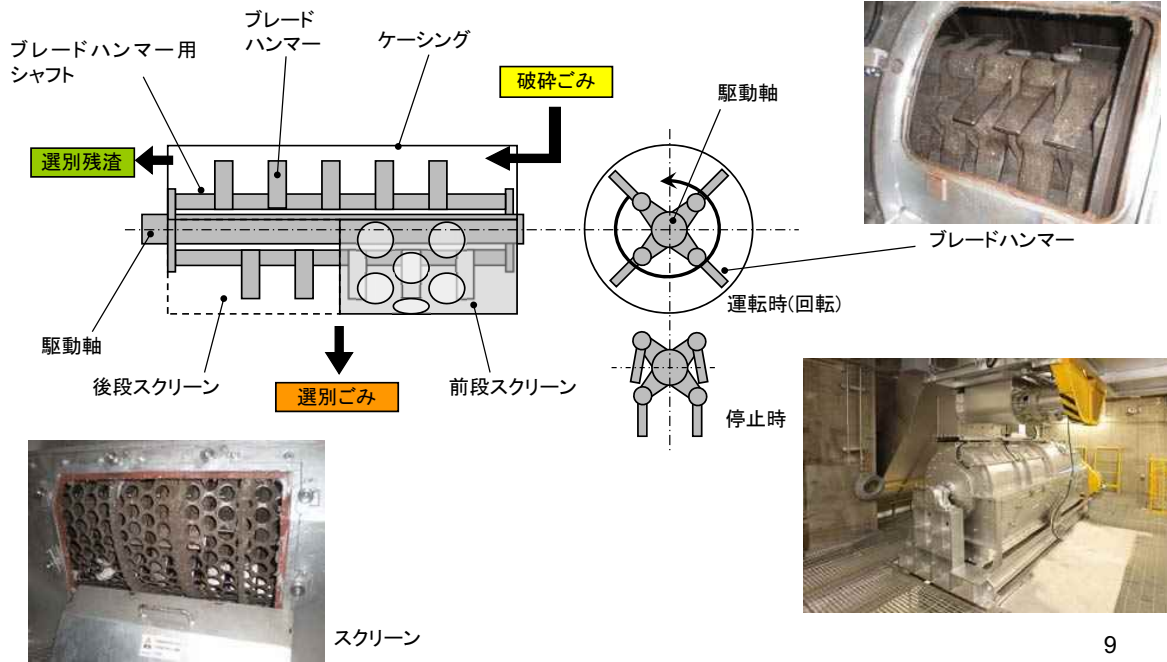 ブレードハンマー用
シャフト
ブレード
ハンマー
ケーシング
破砕ごみ
駆動軸
選別残渣
ブレードハンマー
運転時(回転)
駆動軸
後段スクリーン
選別ごみ
前段スクリーン
停止時
スクリーン
9